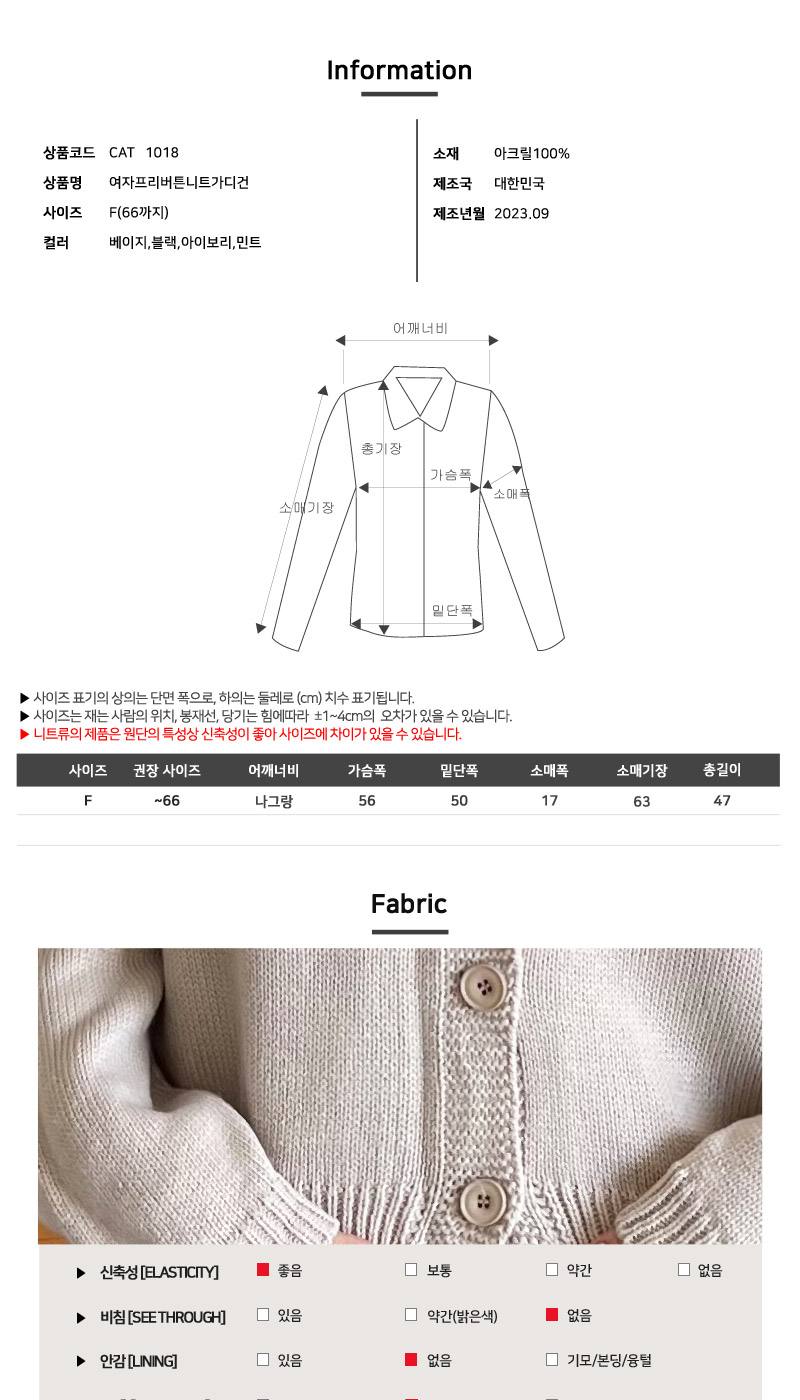 Information
상품코드 CAT 1018
상품명 여자프리버튼니트가디건
사이즈 F(66까지)
컬러 베이지,블랙,아이보리,민트
소재 아크릴100%
제조국 대한민국
제조년월 2023.09
어깨너비
총기장
가슴폭
소매폭
소매기장
밑단폭
▶ 사이즈 표기의 상의는 단면 폭으로, 하의는 둘레로 (cm) 치수 표기됩니다.
▶ 사이즈는 재는 사람의 위치, 봉재선, 당기는 힘에따라 ±1~4cm의 오차가 있을 수 있습니다.
▶ 니트류의 제품은 원단의 특성상 신축성이 좋아 사이즈에 차이가 있을 수 있습니다.
사이즈 권장 사이즈 어깨너비 가슴폭 밑단폭 소매폭 소매기장 총길이
F ~66 나그랑 56 50 17 63 47
Fabric
▶ 신축성 [ELASTICITY] 좋음 보통 약간 없음
▶ 비침 [SEE THROUGH] 있음 약간(밝은색) 없음
▶ 안감 [LINING] 있음 없음 기모/본딩/융털